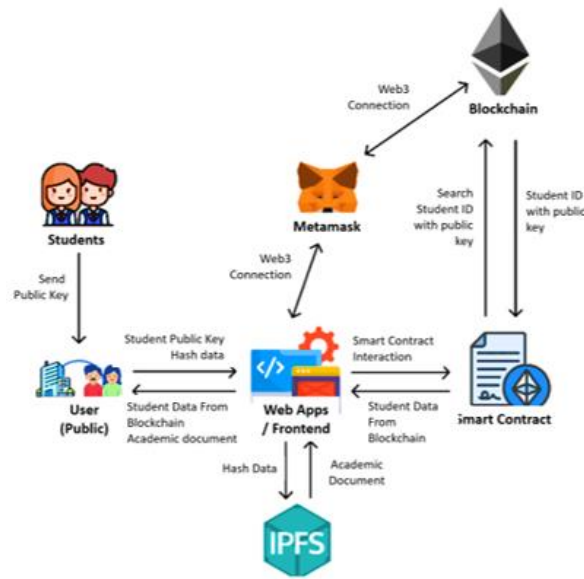 Web3
Connection
Blockchain
Students
Metamask
Search
Student ID
with public
key
Student ID
with public
key
Send
Public Key
Web3
Connection
Student Public Key
Hash data
Smart Contract
Interaction
User
(Public)
Student Data From
Blockchain
Academic document
Web Apps
/ Frontend
Student Data
From
Blockchain
Smart Contract
Hash Data
Academic
Document
IPFS